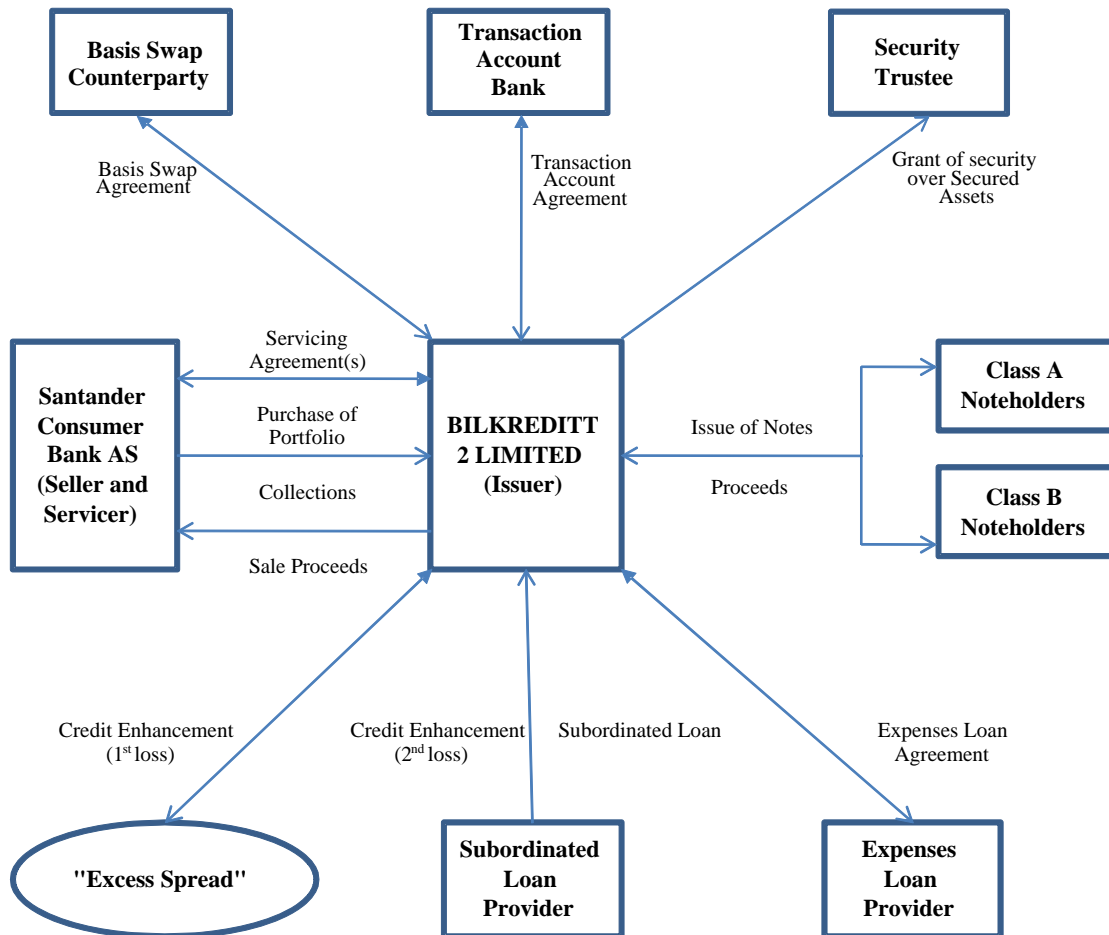 Basis Swap
Counterparty
Transaction
Account
Bank
Security
Trustee
Basis Swap
Agreement
Transaction
Account
Agreement
Grant of security
over Secured
Assets
Servicing
Agreement(s)
Santander
Consumer
Bank AS
(Seller and
Servicer)
Purchase of
Portfolio
Collections
Sale Proceeds
BILKREDITT
2 LIMITED
(Issuer)
Issue of Notes
Proceeds
Class A
Noteholders
Class B
Noteholders
Credit Enhancement
(1st loss)
Credit Enhancement
(2nd loss)
Subordinated Loan
Expenses Loan
Agreement
"Excess Spread"
Subordinated
Loan
Provider
Expenses
Loan
Provider